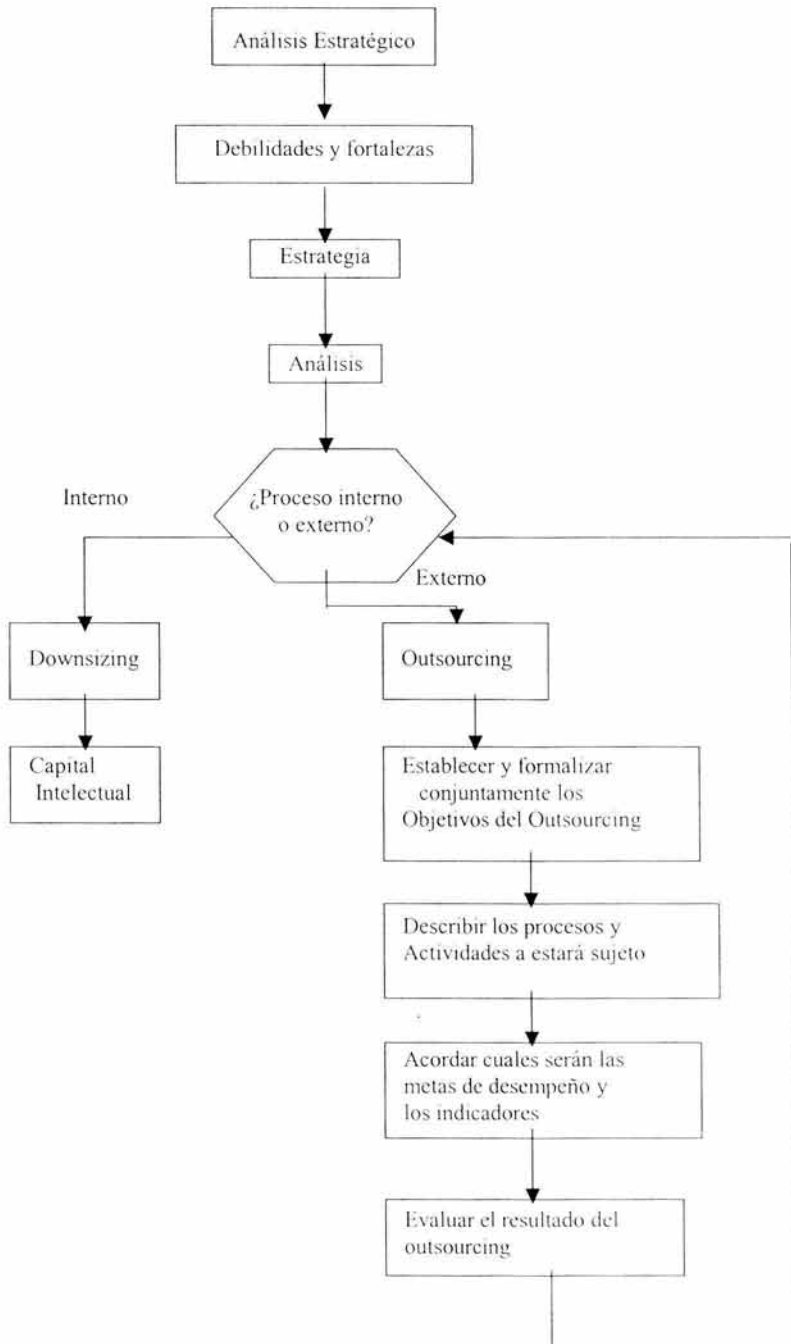 Análisis Estratégico
Debilidades y fortalezas
Estrategia
Análisis
¿Proceso interno
o externo?
Interno
Externo
Downsizing
Outsourcing
Capital
Intelectual
Establecer y formalizar
conjuntamente los
Objetivos del Outsourcing
Describir los procesos y
Actividades a estará sujeto
Acordar cuales serán las
metas de desempeño y
los indicadores
Evaluar el resultado del
outsourcing